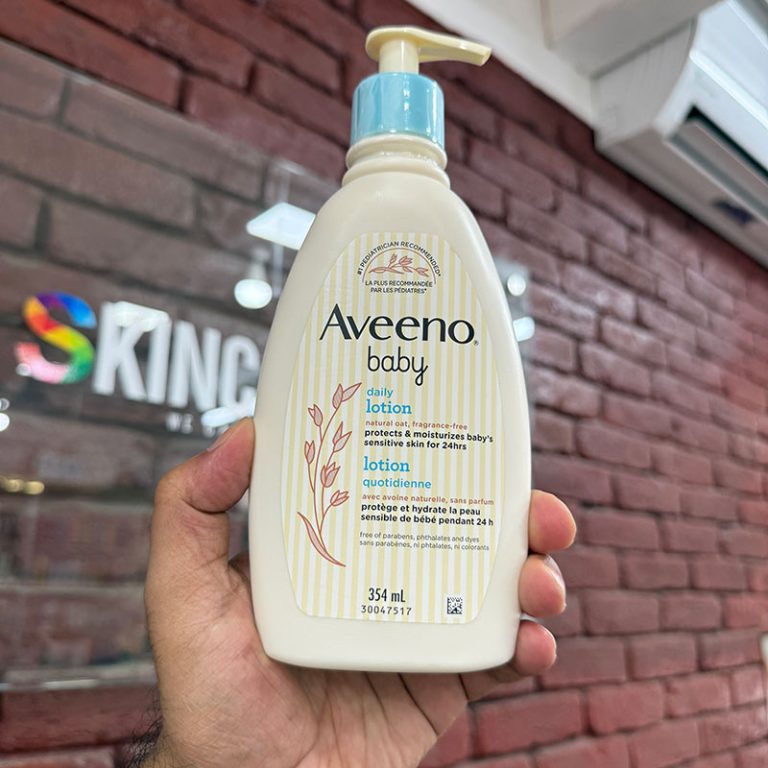 #1 PEDIATRICIAN RECOMMENDED*
LA PLUS RECOMMANDÉE
PAR LES PÉDIATRES*
Aveeno®
baby
daily
lotion
natural oat, fragrance-free
protects & moisturizes baby's
sensitive skin for 24hrs
lotion
quotidienne
avec avoine naturelle, sans parfum
protège et hydrate la peau
sensible de bébé pendant 24 h
free of parabens, phthalates and dyes
sans parabènes, ni phtalates, ni colorants
354 mL
30047517
SKINC
WE